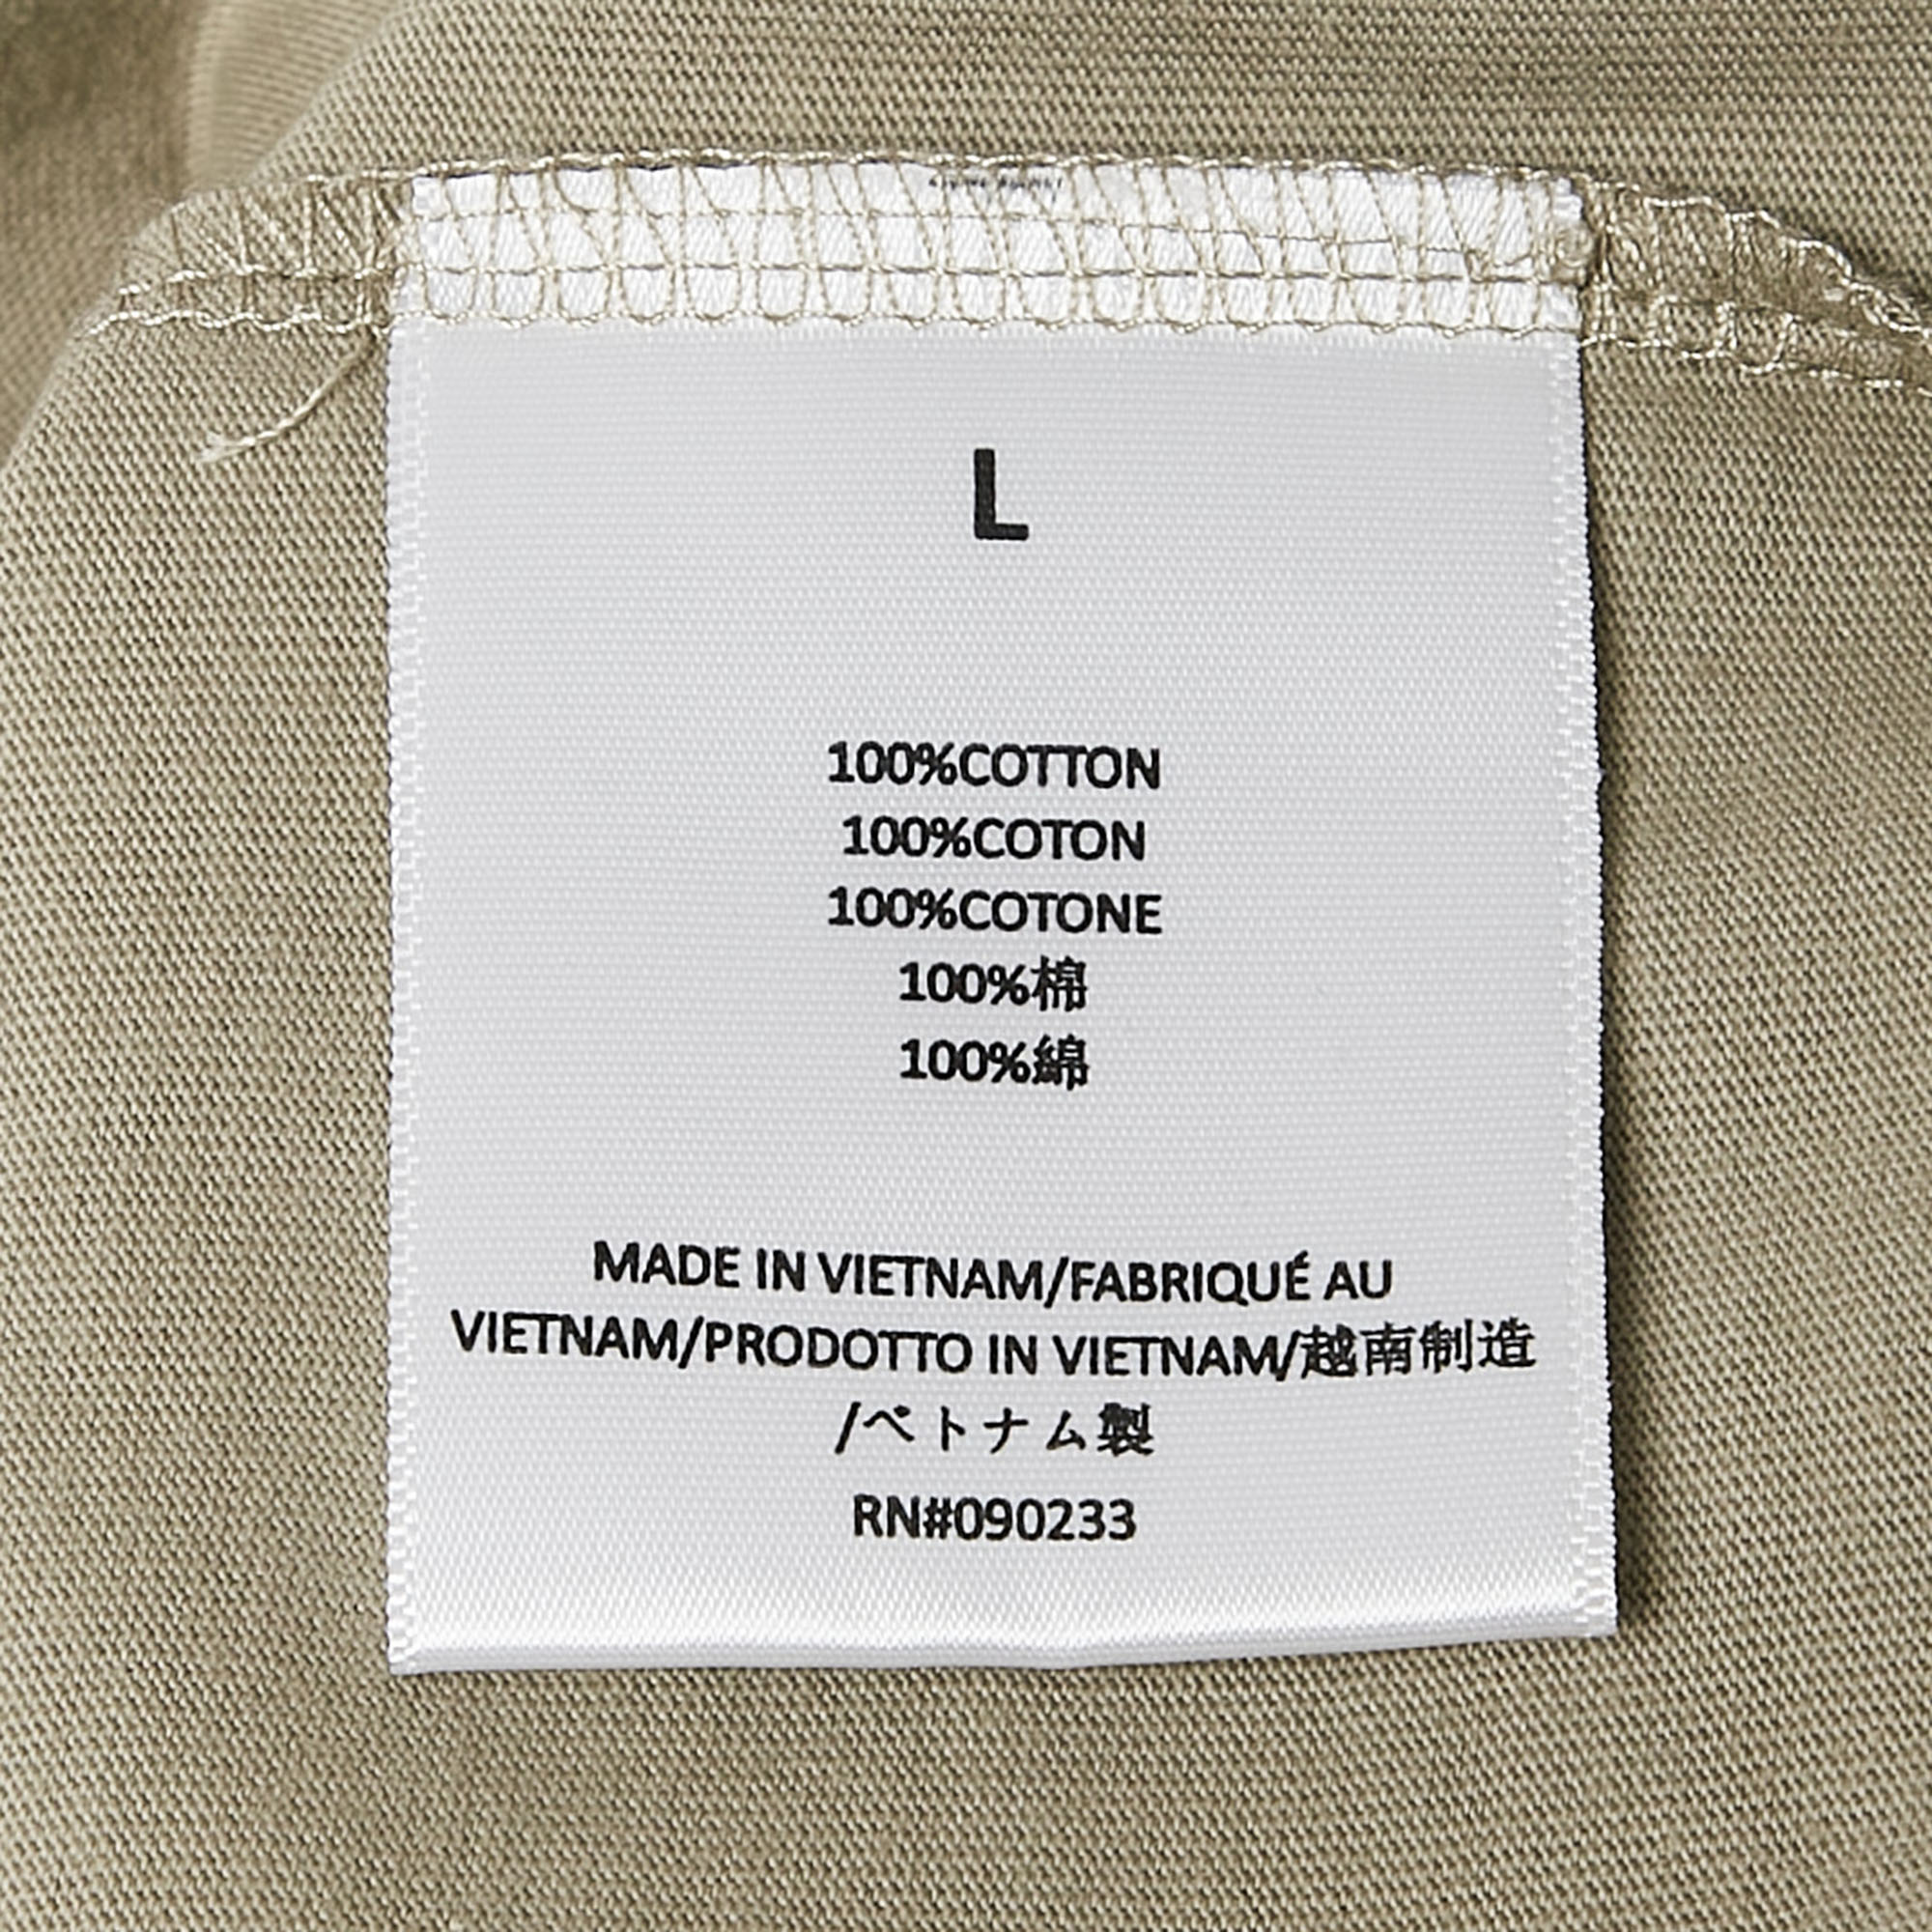 L
100%COTTON
100%COTON
100%COTONE
100%棉
100%綿
MADE IN VIETNAM/FABRIQUÉ AU
VIETNAM/PRODOTTO IN VIETNAM/越南制造
/ベトナム製
RN#090233